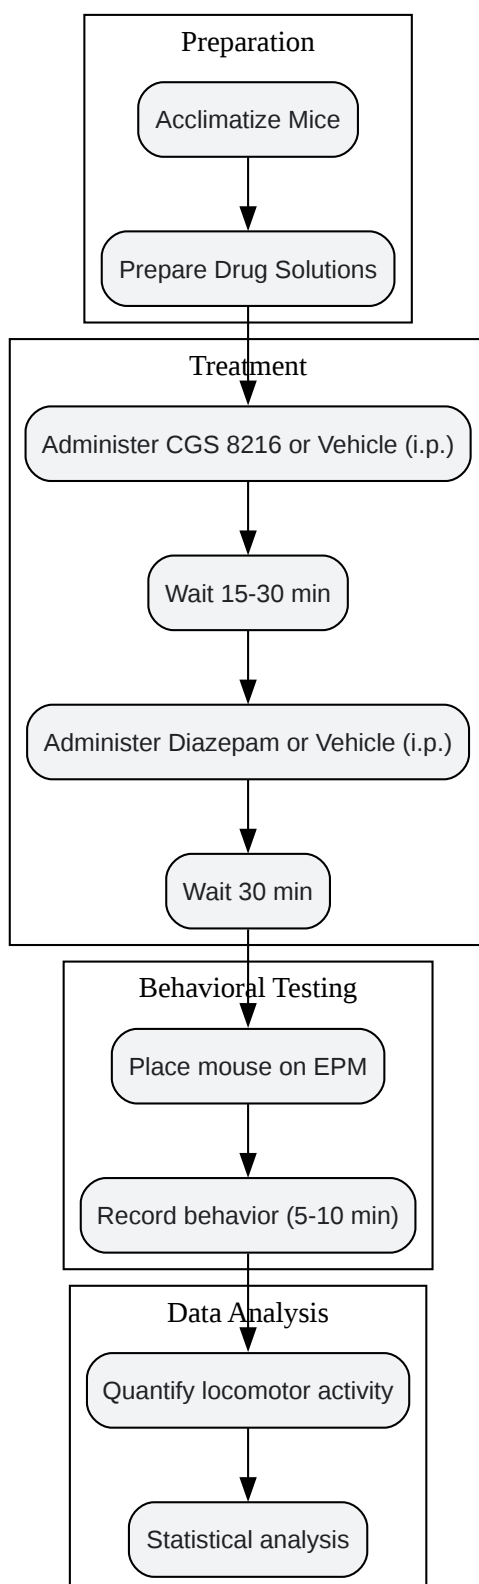 Preparation
Acclimatize Mice
Prepare Drug Solutions
Treatment
Administer CGS 8216 or Vehicle (i.p.)
Wait 15-30 min
Administer Diazepam or Vehicle (i.p.)
Wait 30 min
Behavioral Testing
Place mouse on EPM
Record behavior (5-10 min)
Data Analysis
Quantify locomotor activity
Statistical analysis